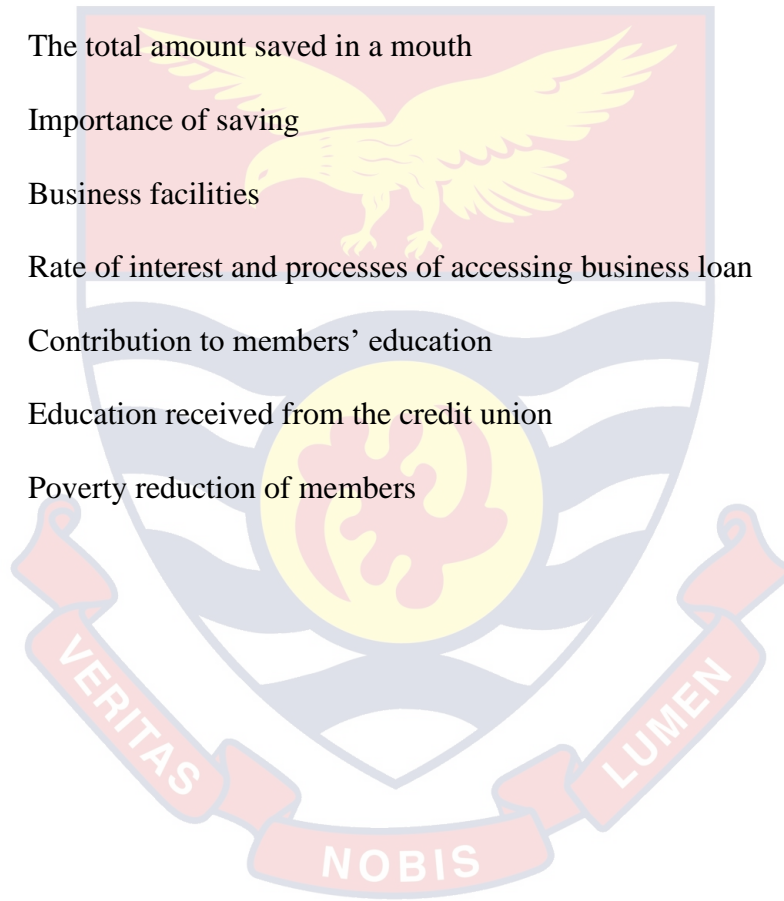 The total amount saved in a mouth
Importance of saving
Business facilities
Rate of interest and processes of accessing business loan
Contribution to members’ education
Education received from the credit union
Poverty reduction of members
VERITAS
NOBIS
LUMEN